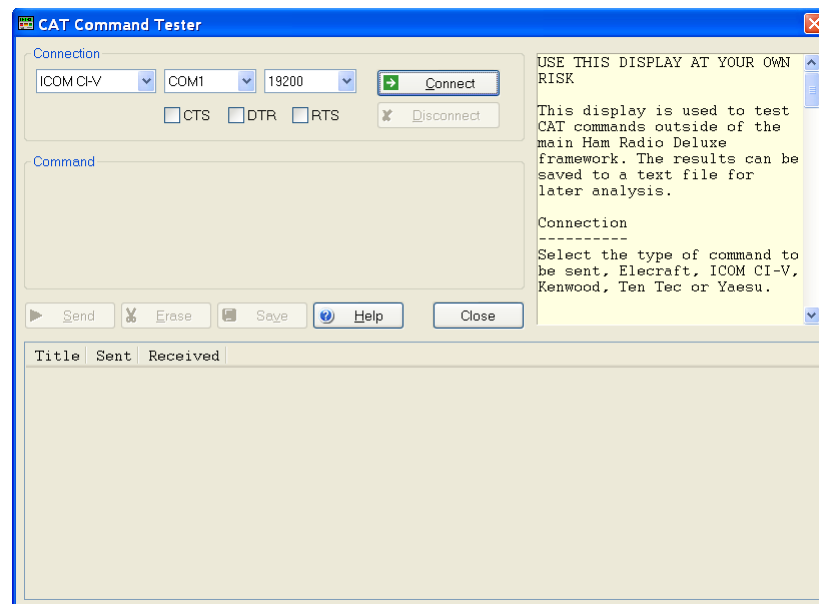 CAT Command Tester
Connection
ICOM CI-V COM1 19200 Connect
CTS DTR RTS Disconnect
Command
Send Erase Save Help Close
USE THIS DISPLAY AT YOUR OWN
RISK
This display is used to test
CAT commands outside of the
main Ham Radio Deluxe
framework. The results can be
saved to a text file for
later analysis.
Connection
----------
Select the type of command to
be sent, Elecraft, ICOM CI-V,
Kenwood, Ten Tec or Yaesu.
Title Sent Received